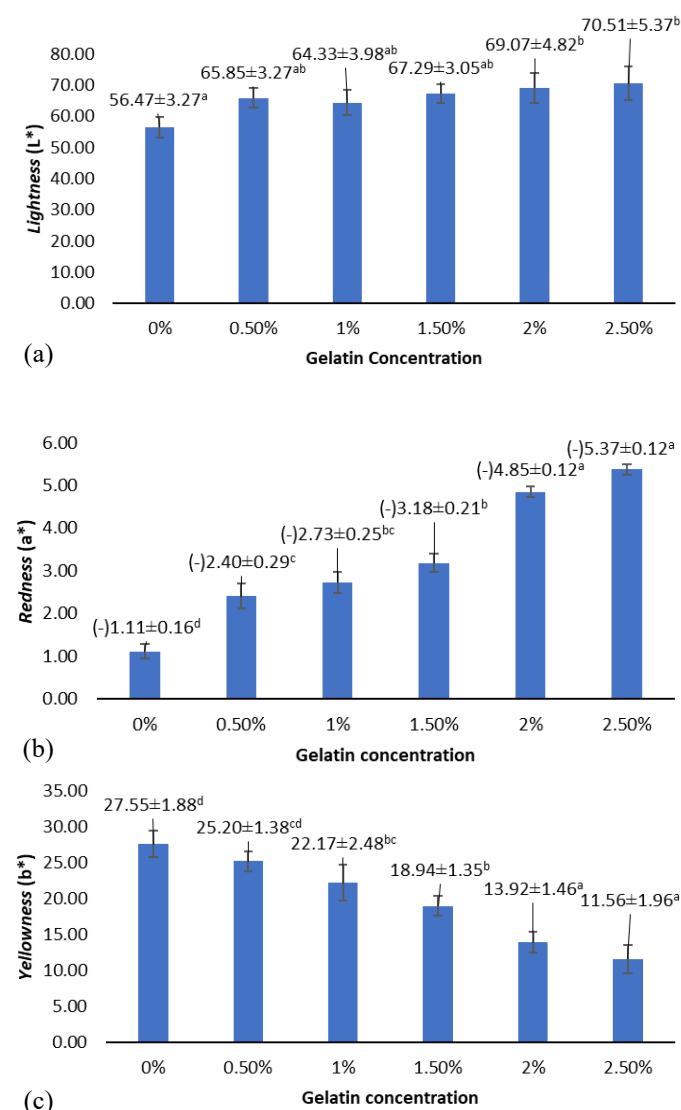 70.51±5.37ᵇ
69.07±4.82ᵇ
64.33±3.98ᵃᵇ
67.29±3.05ᵃᵇ
65.85±3.27ᵃᵇ
56.47±3.27ᵃ
80.00
70.00
60.00
50.00
40.00
30.00
20.00
10.00
0.00
Lightness (L*)
0% 0.50% 1% 1.50% 2% 2.50%
(a)
Gelatin Concentration
6.00
5.00
4.00
3.00
2.00
1.00
0.00
Redness (a*)
(-)5.37±0.12ᵃ
(-)4.85±0.12ᵃ
(-)3.18±0.21ᵇ
(-)2.73±0.25ᵇᶜ
(-)2.40±0.29ᶜ
(-)1.11±0.16ᵈ
0% 0.50% 1% 1.50% 2% 2.50%
(b)
Gelatin concentration
35.00
30.00
25.00
20.00
15.00
10.00
5.00
0.00
Yellowness (b*)
27.55±1.88ᵈ
25.20±1.38ᶜᵈ
22.17±2.48ᵇᶜ
18.94±1.35ᵇ
13.92±1.46ᵃ
11.56±1.96ᵃ
0% 0.50% 1% 1.50% 2% 2.50%
(c)
Gelatin concentration